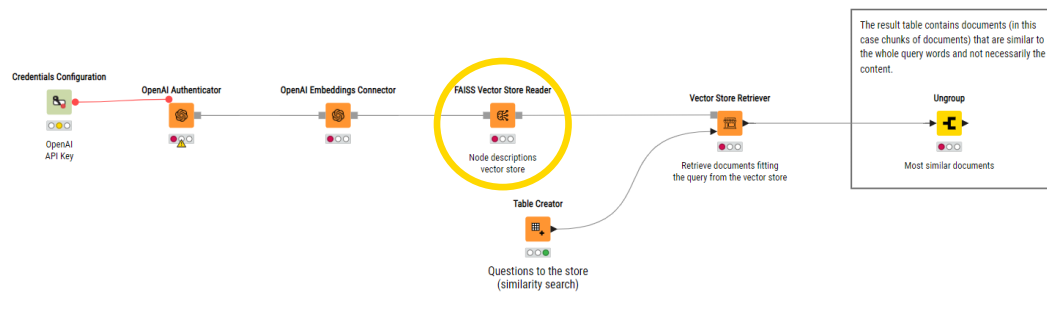 The result table contains documents (in this
case chunks of documents) that are similar to
the whole query words and not necessarily the
content.
Credentials Configuration
OpenAI
API Key
OpenAI Authenticator
OpenAI Embeddings Connector
FAISS Vector Store Reader
Node descriptions
vector store
Vector Store Retriever
Retrieve documents fitting
the query from the vector store
Ungroup
Most similar documents
Table Creator
Questions to the store
(similarity search)